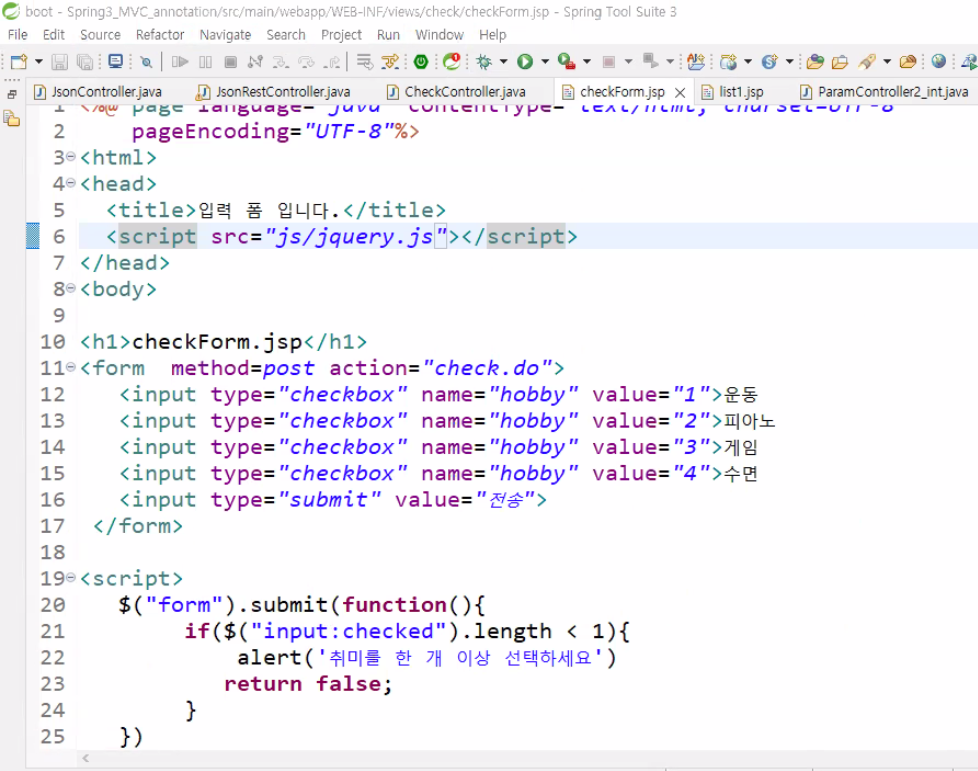 boot - Spring3_MVC_annotation/src/main/webapp/WEB-INF/views/check/checkForm.jsp - Spring Tool Suite 3
File Edit Source Refactor Navigate Search Project Run Window Help
JsonController.java JsonRestController.java CheckController.java checkForm.jsp list1.jsp ParamController2_int.java
1 <%@ page language="java" contentType="text/html; charset=UTF-8"
2 pageEncoding="UTF-8"%>
3 <html>
4 <head>
5 <title>입력 폼 입니다.</title>
6 <script src="js/jquery.js"></script>
7 </head>
8 <body>
9
10 <h1>checkForm.jsp</h1>
11 <form method=post action="check.do">
12 <input type="checkbox" name="hobby" value="1">운동
13 <input type="checkbox" name="hobby" value="2">피아노
14 <input type="checkbox" name="hobby" value="3">게임
15 <input type="checkbox" name="hobby" value="4">수면
16 <input type="submit" value="전송">
17 </form>
18
19 <script>
20 $("form").submit(function(){
21 if($("input:checked").length < 1){
22 alert('취미를 한 개 이상 선택하세요')
23 return false;
24 }
25 })